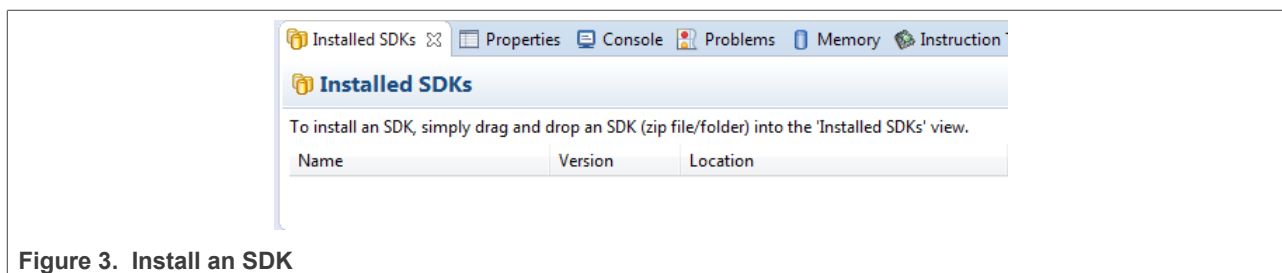 Installed SDKs Properties Console Problems Memory Instruction
Installed SDKs
To install an SDK, simply drag and drop an SDK (zip file/folder) into the 'Installed SDKs' view.
Name Version Location
Figure 3. Install an SDK